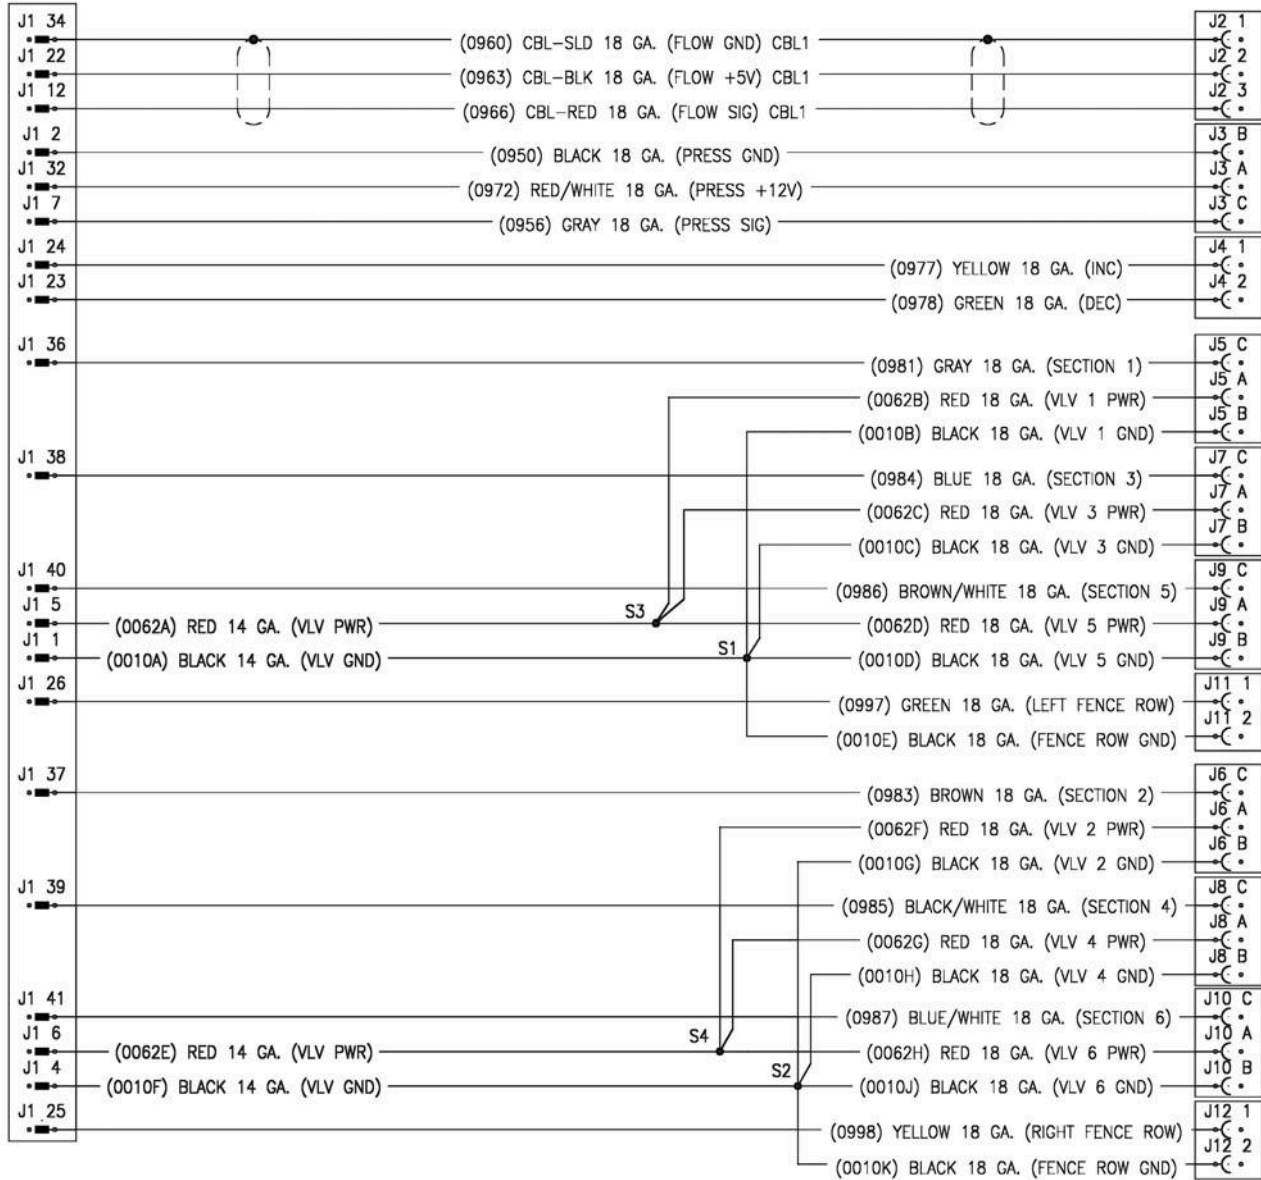 J1 34 (0960) CBL-SLD 18 GA. (FLOW GND) CBL1 J2 1
J1 22 (0963) CBL-BLK 18 GA. (FLOW +5V) CBL1 J2 2
J1 12 (0966) CBL-RED 18 GA. (FLOW SIG) CBL1 J2 3
J1 2 (0950) BLACK 18 GA. (PRESS GND) J3 B
J1 32 (0972) RED/WHITE 18 GA. (PRESS +12V) J3 A
J1 7 (0956) GRAY 18 GA. (PRESS SIG) J3 C
J1 24 (0977) YELLOW 18 GA. (INC) J4 1
J1 23 (0978) GREEN 18 GA. (DEC) J4 2
J1 36 (0981) GRAY 18 GA. (SECTION 1) J5 C
(0062B) RED 18 GA. (VLV 1 PWR) J5 A
(0010B) BLACK 18 GA. (VLV 1 GND) J5 B
J1 38 (0984) BLUE 18 GA. (SECTION 3) J7 C
(0062C) RED 18 GA. (VLV 3 PWR) J7 A
(0010C) BLACK 18 GA. (VLV 3 GND) J7 B
J1 40 (0986) BROWN/WHITE 18 GA. (SECTION 5) J9 C
J1 5 (0062A) RED 14 GA. (VLV PWR) S3 (0062D) RED 18 GA. (VLV 5 PWR) J9 A
J1 1 (0010A) BLACK 14 GA. (VLV GND) S1 (0010D) BLACK 18 GA. (VLV 5 GND) J9 B
J1 26 (0997) GREEN 18 GA. (LEFT FENCE ROW) J11 1
(0010E) BLACK 18 GA. (FENCE ROW GND) J11 2
J1 37 (0983) BROWN 18 GA. (SECTION 2) J6 C
(0062F) RED 18 GA. (VLV 2 PWR) J6 A
(0010G) BLACK 18 GA. (VLV 2 GND) J6 B
J1 39 (0985) BLACK/WHITE 18 GA. (SECTION 4) J8 C
(0062G) RED 18 GA. (VLV 4 PWR) J8 A
(0010H) BLACK 18 GA. (VLV 4 GND) J8 B
J1 41 (0987) BLUE/WHITE 18 GA. (SECTION 6) J10 C
J1 6 (0062E) RED 14 GA. (VLV PWR) S4 (0062H) RED 18 GA. (VLV 6 PWR) J10 A
J1 4 (0010F) BLACK 14 GA. (VLV GND) S2 (0010J) BLACK 18 GA. (VLV 6 GND) J10 B
J1 25 (0998) YELLOW 18 GA. (RIGHT FENCE ROW) J12 1
(0010K) BLACK 18 GA. (FENCE ROW GND) J12 2